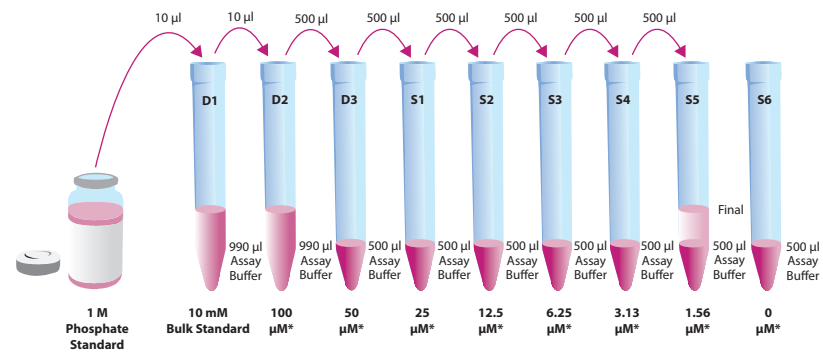 10 µl
10 µl
500 µl
500 µl
500 µl
500 µl
500 µl
500 µl
D1
D2
D3
S1
S2
S3
S4
S5
S6
Final
990 µl
Assay
Buffer
990 µl
Assay
Buffer
500 µl
Assay
Buffer
500 µl
Assay
Buffer
500 µl
Assay
Buffer
500 µl
Assay
Buffer
500 µl
Assay
Buffer
500 µl
Assay
Buffer
500 µl
Assay
Buffer
1 M
Phosphate
Standard
10 mM
Bulk Standard
100
µM*
50
µM*
25
µM*
12.5
µM*
6.25
µM*
3.13
µM*
1.56
µM*
0
µM*